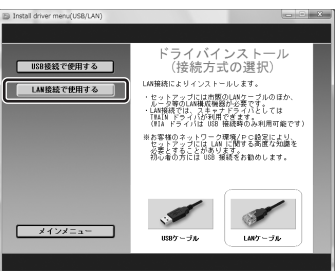 Install driver menu(USB/LAN)
ドライバインストール
（接続方式の選択）
USB接続で使用する
LAN接続で使用する
LAN接続によりインストールします。
・セットアップには市販のLANケーブルのほか、
ルータ等のLAN構成機器が必要です。
・LAN接続では、スキャナドライバとしては
TWAIN ドライバが利用できます。
(WIA ドライバは USB 接続時のみ利用可能です)
※お客様のネットワーク環境/PC設定により、
セットアップには LAN に関する高度な知識を
必要とすることがあります。
初心者の方には USB 接続をお勧めします。
メインメニュー
USBケーブル
LANケーブル